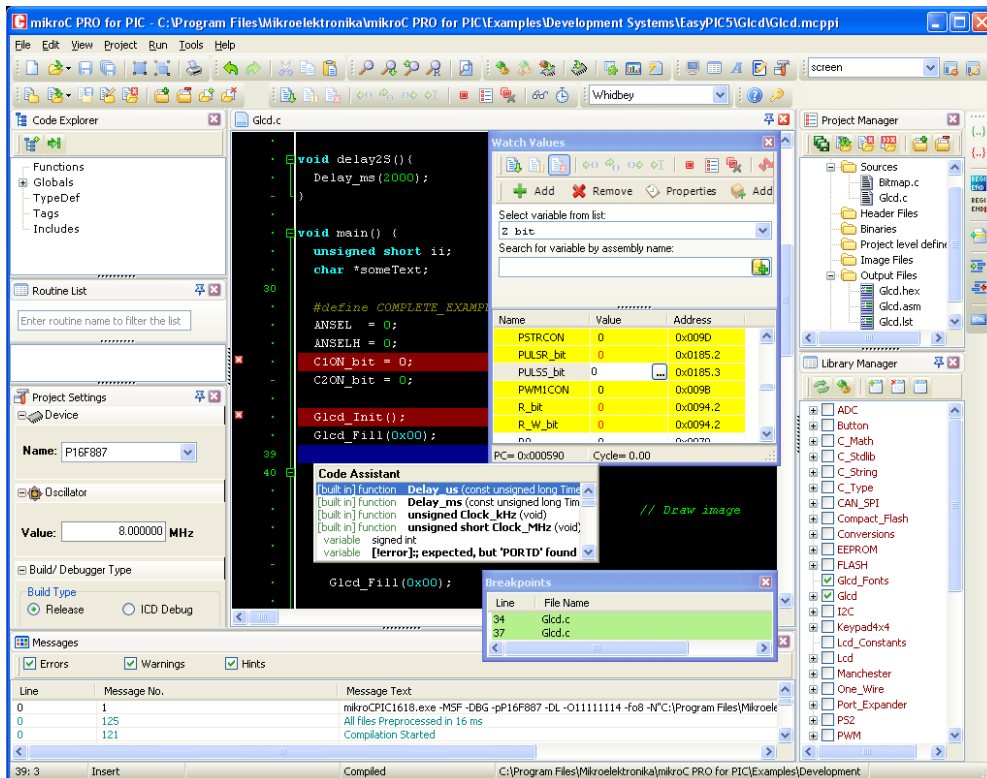 mikroC PRO for PIC - C:\Program Files\Mikroelektronika\mikroC PRO for PIC\Examples\Development Systems\EasyPIC5\Glcd\Glcd.mcppi
File Edit View Project Run Tools Help
screen
Whidbey
Code Explorer
Functions
Globals
TypeDef
Tags
Includes
Routine List
Enter routine name to filter the list
Project Settings
Device
Name: P16F887
Oscillator
Value: 8.000000 MHz
Build/ Debugger Type
Build Type
Release ICD Debug
Glcd.c
void delay2S(){
Delay_ms(2000);
}
void main() {
unsigned short ii;
char *someText;
30
#define COMPLETE_EXAMP
ANSEL = 0;
ANSELH = 0;
C1ON_bit = 0;
C2ON_bit = 0;
Glcd_Init();
Glcd_Fill(0x00);
39
40
// Draw image
Glcd_Fill(0x00);
Code Assistant
[built in] function Delay_us (const unsigned long Time
[built in] function Delay_ms (const unsigned long Tim
[built in] function unsigned Clock_kHz (void)
[built in] function unsigned short Clock_MHz (void)
variable signed int
variable [!error]:; expected, but 'PORTD' found
Watch Values
Add Remove Properties Add
Select variable from list:
Z bit
Search for variable by assembly name:
Name Value Address
PSTRCON 0 0x009D
PULSR_bit 0 0x0185.2
PULSS_bit 0 ... 0x0185.3
PWM1CON 0 0x009B
R_bit 0 0x0094.2
R_W_bit 0 0x0094.2
PC= 0x000590 Cycle= 0.00
Breakpoints
Line File Name
34 Glcd.c
37 Glcd.c
Project Manager
Sources
Bitmap.c
Glcd.c
Header Files
Binaries
Project level define
Image Files
Output Files
Glcd.hex
Glcd.asm
Glcd.lst
Library Manager
ADC
Button
C_Math
C_Stdlib
C_String
C_Type
CAN_SPI
Compact_Flash
Conversions
EEPROM
FLASH
Glcd_Fonts
Glcd
I2C
Keypad4x4
Lcd_Constants
Lcd
Manchester
One_Wire
Port_Expander
PS2
PWM
Messages
Errors Warnings Hints
Line Message No. Message Text
0 1 mikroCPIC1618.exe -MSF -DBG -pP16F887 -DL -O11111114 -fo8 -N"C:\Program Files\Mikroele
0 125 All files Preprocessed in 16 ms
0 121 Compilation Started
39: 3 Insert Compiled C:\Program Files\Mikroelektronika\mikroC PRO for PIC\Examples\Development